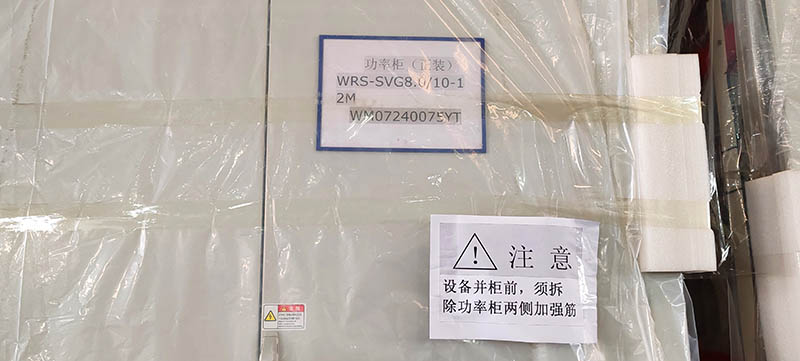 功率柜（正装）
WRS-SVG8.0/10-1
2M
WM07240075YT
注 意
设备并柜前，须拆
除功率柜两侧加强筋